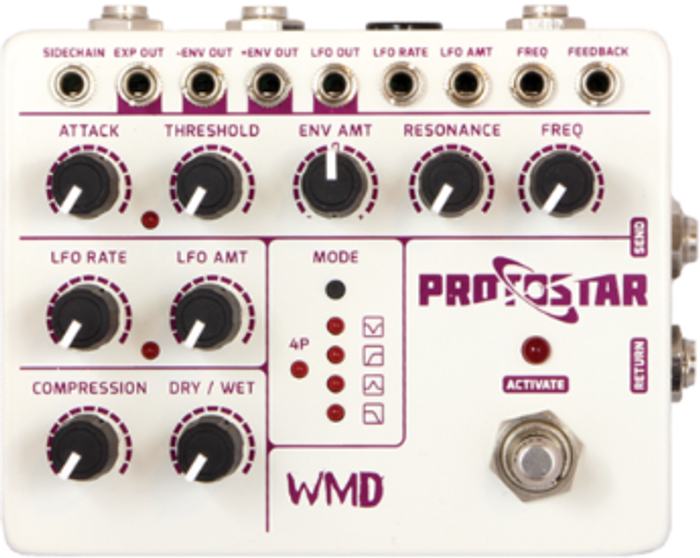 SIDECHAIN EXP OUT -ENV OUT +ENV OUT LFO OUT LFO RATE LFO AMT FREQ FEEDBACK
ATTACK THRESHOLD ENV AMT RESONANCE FREQ
- +
SEND
LFO RATE LFO AMT MODE
PROTOSTAR
4P
RETURN
ACTIVATE
COMPRESSION DRY / WET
WMD